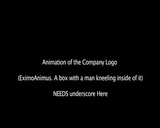 Animation of the Company Logo
(EximoAnimus. A box with a man kneeling inside of it)
NEEDS underscore Here